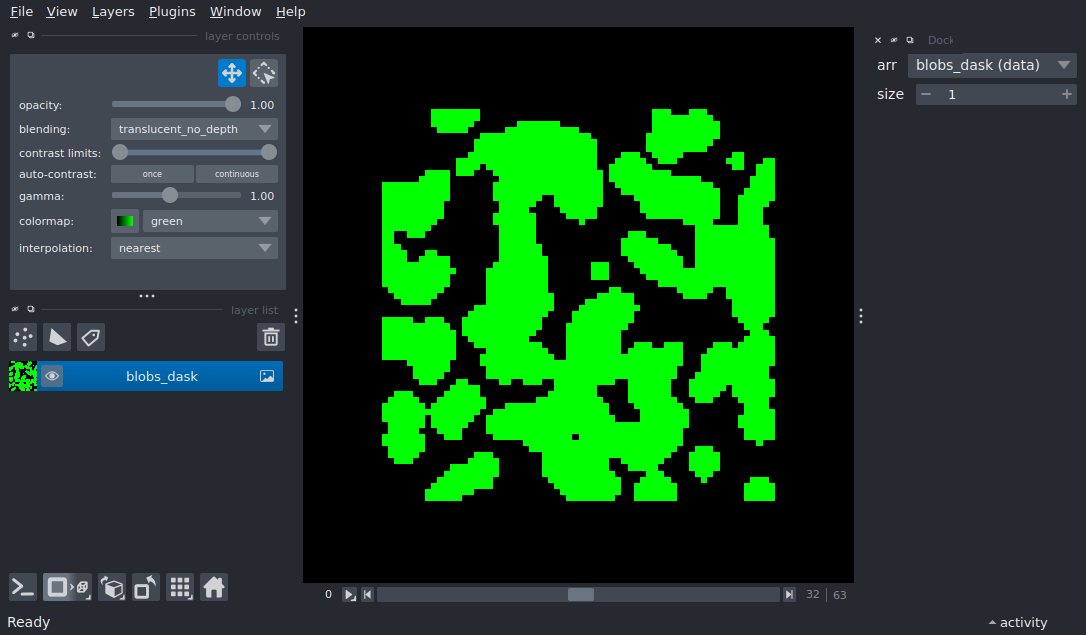 File View Layers Plugins Window Help
layer controls
opacity: 1.00
blending: translucent_no_depth
contrast limits:
auto-contrast: once continuous
gamma: 1.00
colormap: green
interpolation: nearest
layer list
blobs_dask
Dock
arr blobs_dask (data)
size 1
0 32 63
Ready
activity